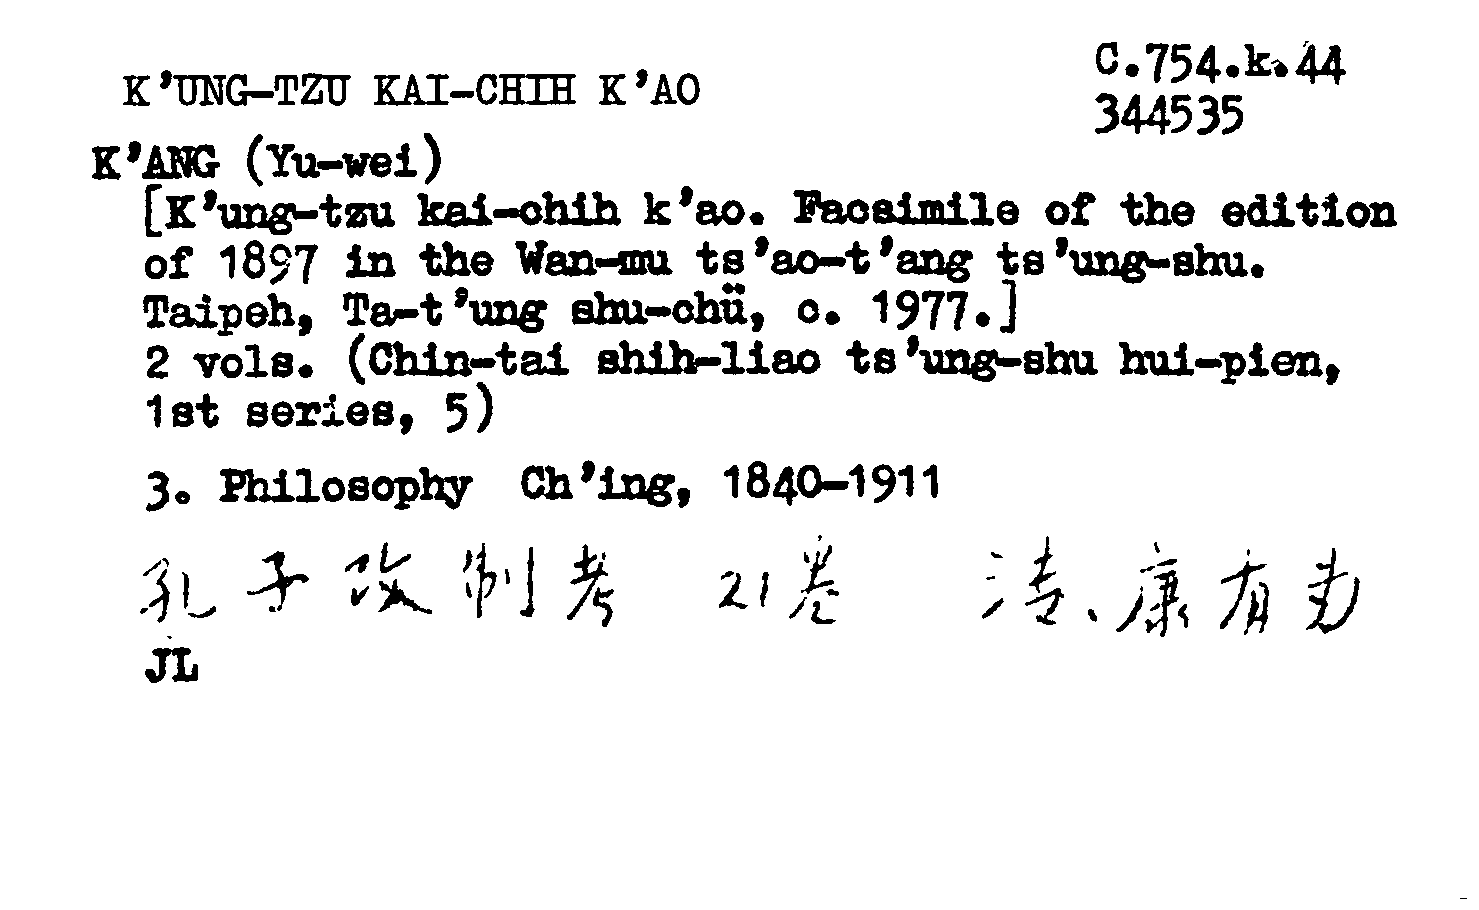 K'UNG-TZU KAI-CHIH K'AO
C.754.k.44
344535
K'ANG (Yu-wei)
[K'ung-tzu kai-chih k'ao. Facsimile of the edition
of 1897 in the Wan-mu ts'ao-t'ang ts'ung-shu.
Taipeh, Ta-t'ung shu-chü, c. 1977.]
2 vols. (Chin-tai shih-liao ts'ung-shu hui-pien,
1st series, 5)
3. Philosophy Ch'ing, 1840-1911
孔子改制考 21卷 清、康有为
JL